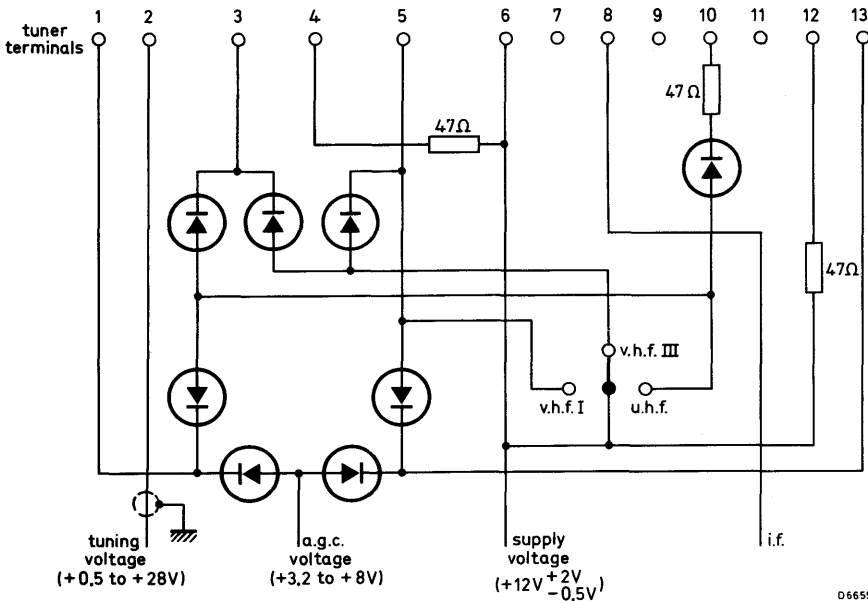 tuner
terminals
1 2 3 4 5 6 7 8 9 10 11 12 13
47Ω
47Ω
47Ω
v.h.f. III
v.h.f. I
u.h.f.
tuning
voltage
(+0.5 to +28V)
a.g.c.
voltage
(+3.2 to +8V)
supply
voltage
(+12V +2V
-0.5V)
i.f.